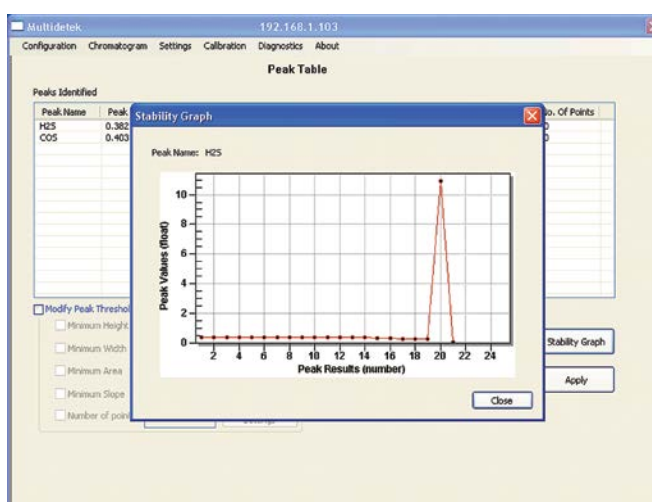 Multidetek 192.168.1.103
Configuration Chromatogram Settings Calibration Diagnostics About
Peak Table
Peaks Identified
Peak Name Peak No. Of Points
H2S 0.382
COS 0.403
Stability Graph
Peak Name: H2S
Peak Values (float)
10
8
6
4
2
0
2 4 6 8 10 12 14 16 18 20 22 24
Peak Results (number)
Close
Modify Peak Threshol
Minimum Height
Minimum Width
Minimum Area
Minimum Slope
Number of point
Stability Graph
Apply